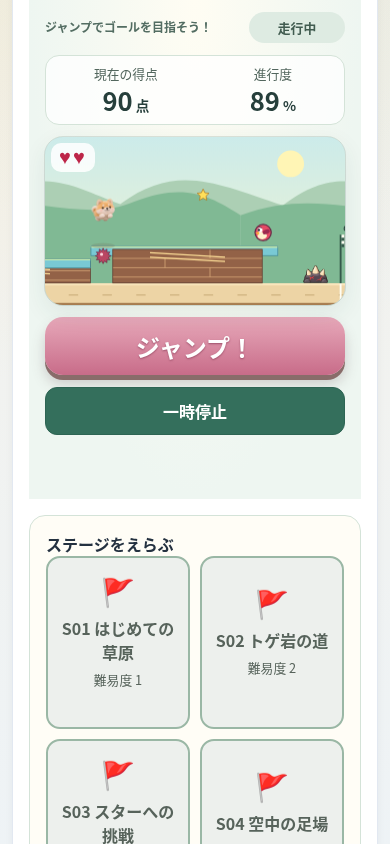 ジャンプでゴールを目指そう！
走行中
現在の得点
進行度
90 点
89 %
ジャンプ！
一時停止
ステージをえらぶ
S01 はじめての
草原
難易度 1
S02 トゲ岩の道
難易度 2
S03 スターへの
挑戦
S04 空中の足場